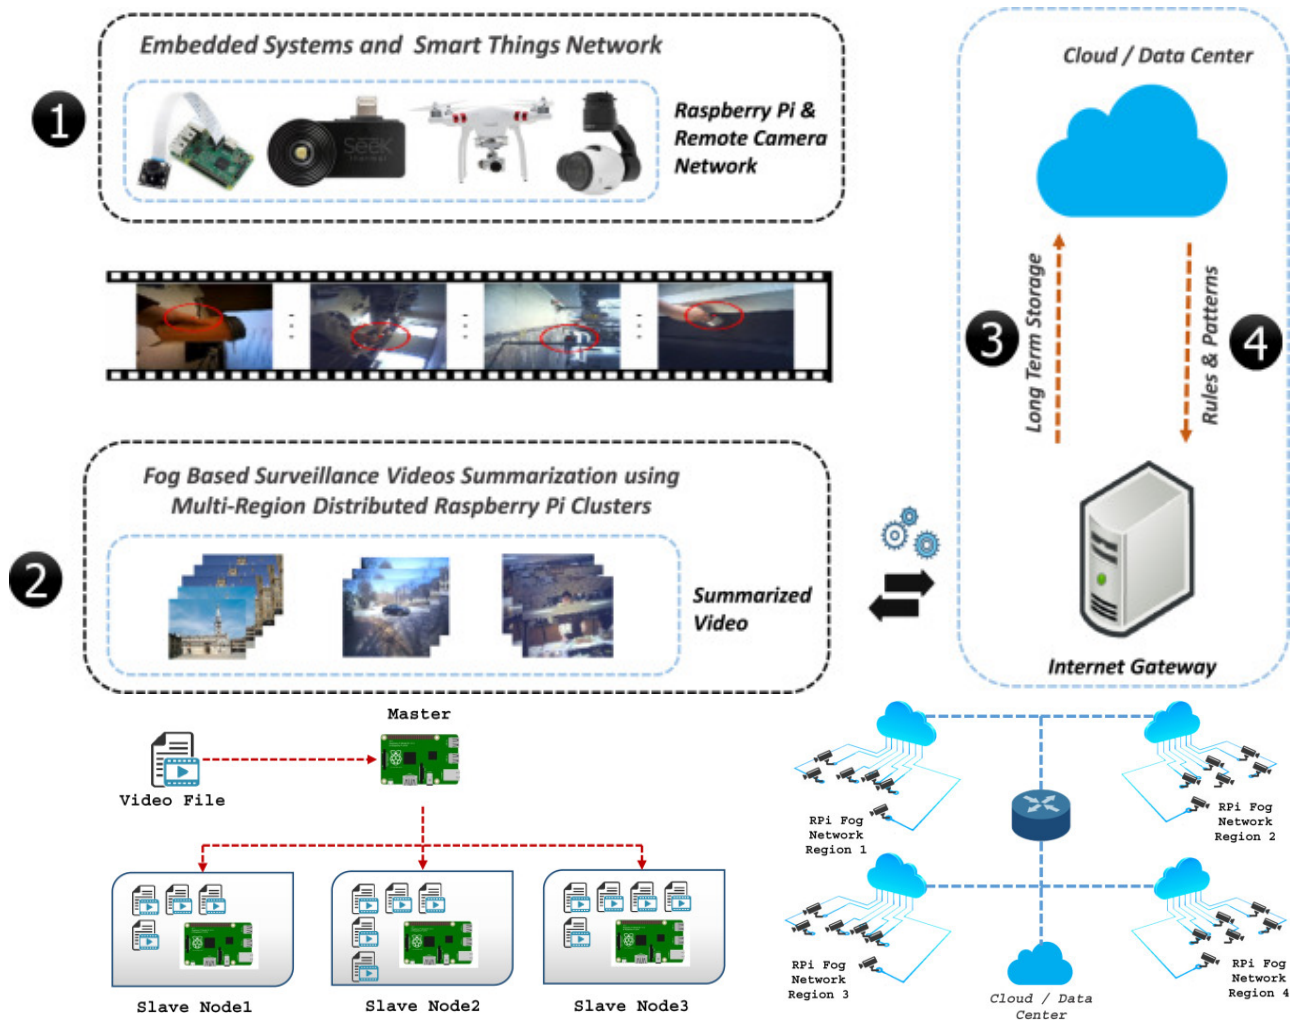 Embedded Systems and Smart Things Network
1
Raspberry Pi &
Remote Camera
Network
seek
thermal
Cloud / Data Center
3
Long Term Storage
Rules & Patterns
4
Internet Gateway
Fog Based Surveillance Videos Summarization using
Multi-Region Distributed Raspberry Pi Clusters
2
Summarized
Video
Master
Video File
Slave Node1
Slave Node2
Slave Node3
RPi Fog
Network
Region 1
RPi Fog
Network
Region 2
RPi Fog
Network
Region 3
RPi Fog
Network
Region 4
Cloud / Data
Center